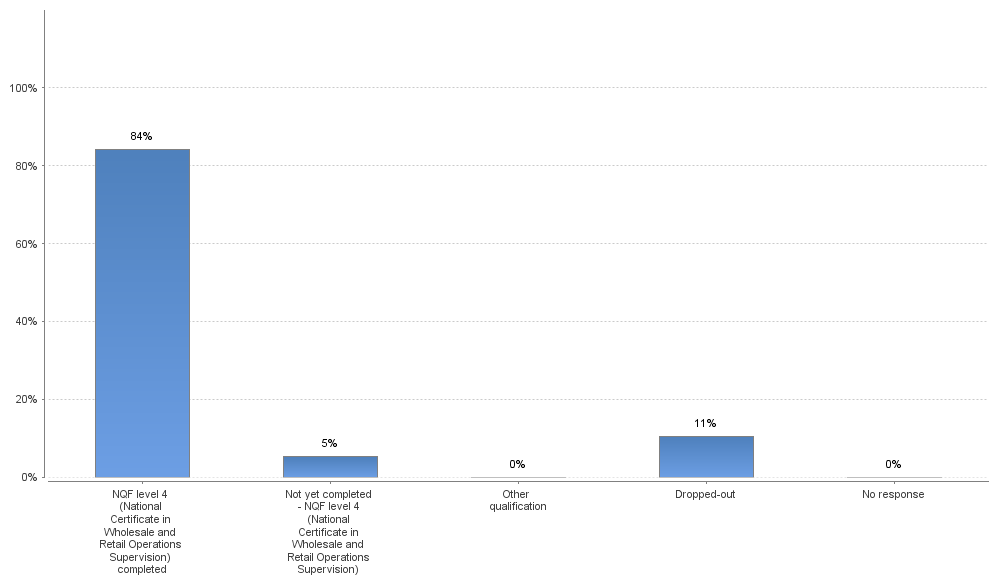 100%
80%
60%
40%
20%
0%
84%
5%
0%
11%
0%
NQF level 4
(National
Certificate in
Wholesale and
Retail Operations
Supervision)
completed
Not yet completed
- NQF level 4
(National
Certificate in
Wholesale and
Retail Operations
Supervision)
Other
qualification
Dropped-out
No response